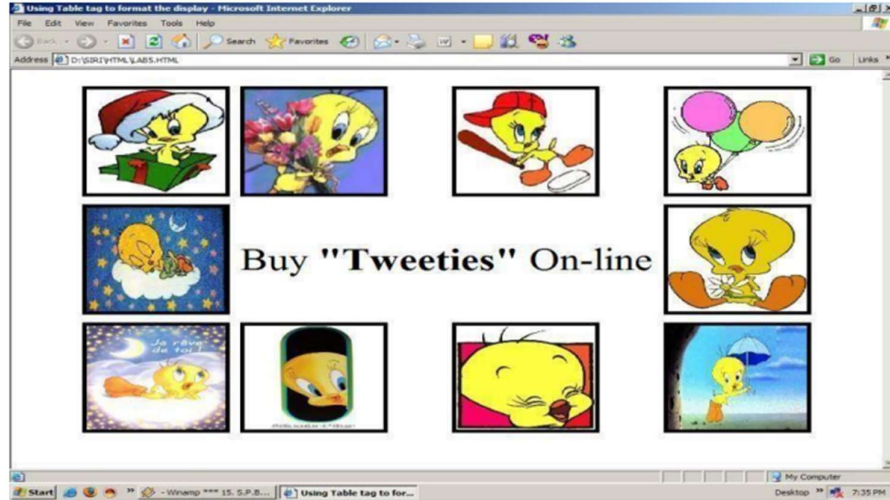 Using Table tag to format the display - Microsoft Internet Explorer
File Edit View Favorites Tools Help
Back Search Favorites
Address D:\SIRI\HTML\LAB5.HTML Go Links »
Buy "Tweeties" On-line
Je rêve
de toi !
My Computer
Start » - Winamp *** 15. S.P.B... Using Table tag to for... Desktop » 7:35 PM